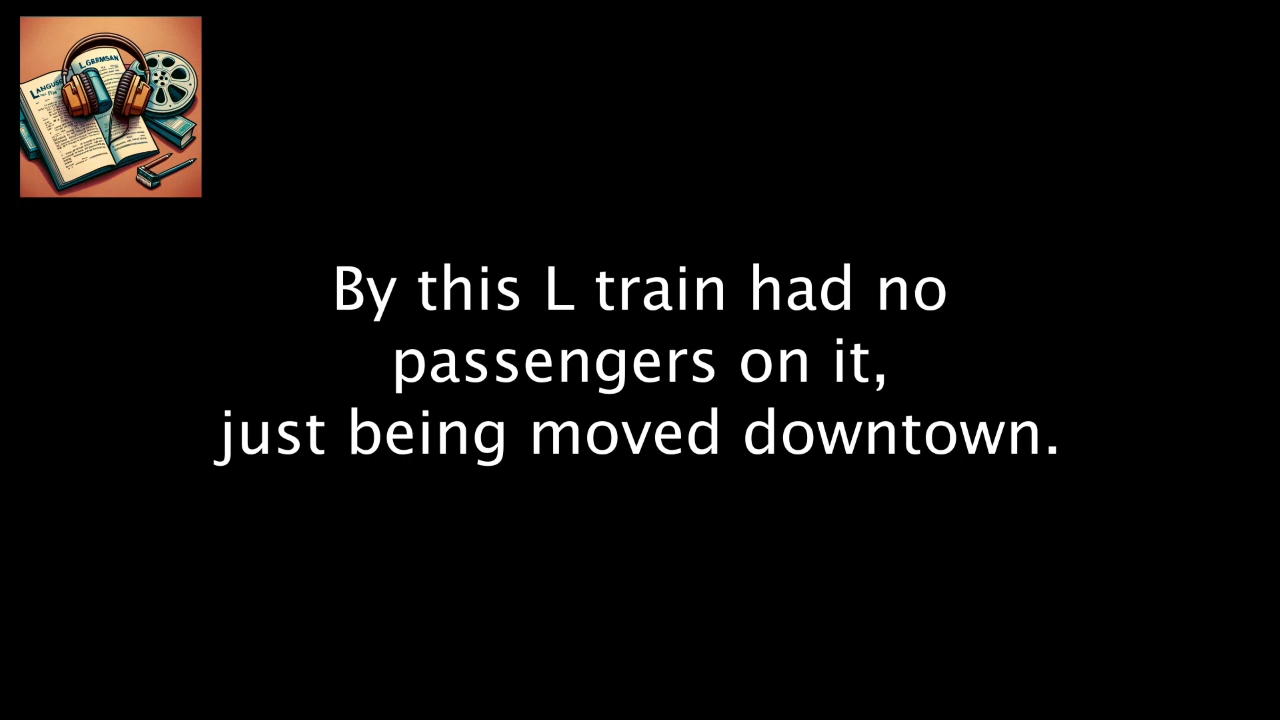 By this L train had no
passengers on it,
just being moved downtown.